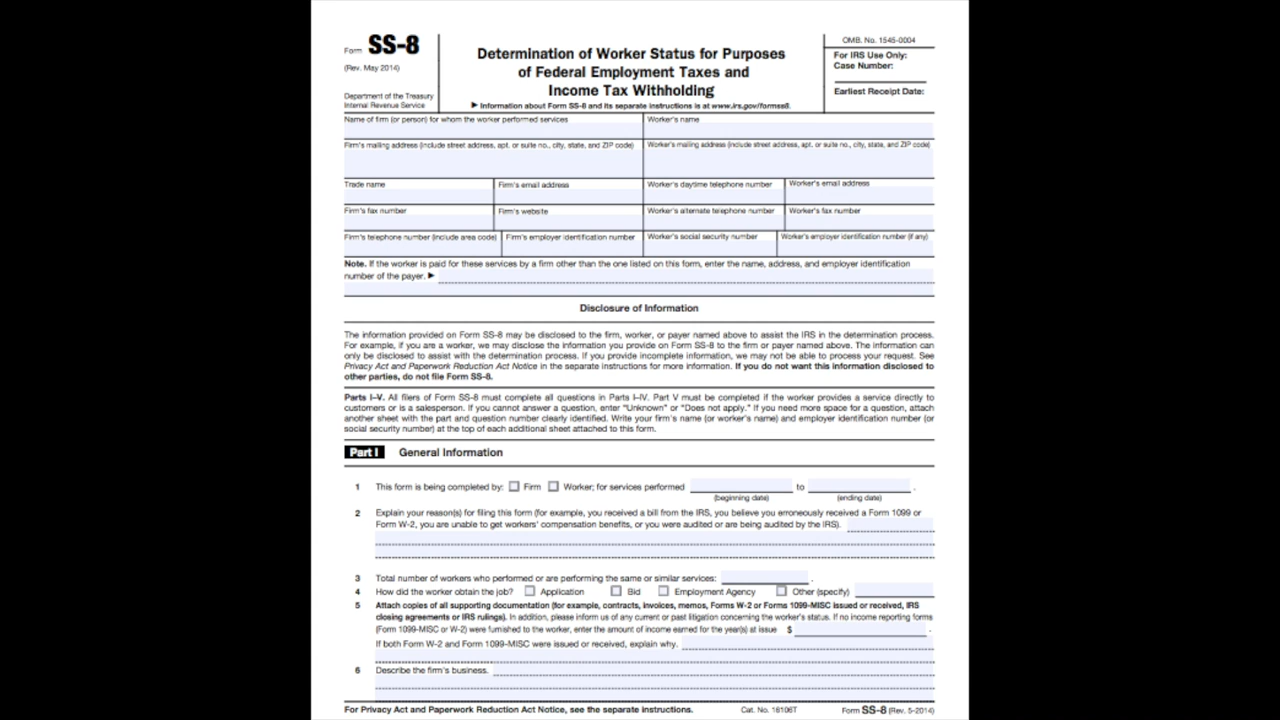 Form SS-8
(Rev. May 2014)
Department of the Treasury
Internal Revenue Service
Determination of Worker Status for Purposes
of Federal Employment Taxes and
Income Tax Withholding
▶ Information about Form SS-8 and its separate instructions is at www.irs.gov/formss8.
OMB. No. 1545-0004
For IRS Use Only:
Case Number:
Earliest Receipt Date:
Name of firm (or person) for whom the worker performed services
Worker's name
Firm's mailing address (include street address, apt. or suite no., city, state, and ZIP code)
Worker's mailing address (include street address, apt. or suite no., city, state, and ZIP code)
Trade name
Firm's email address
Worker's daytime telephone number
Worker's email address
Firm's fax number
Firm's website
Worker's alternate telephone number
Worker's fax number
Firm's telephone number (include area code)
Firm's employer identification number
Worker's social security number
Worker's employer identification number (if any)
Note. If the worker is paid for these services by a firm other than the one listed on this form, enter the name, address, and employer identification
number of the payer. ▶
Disclosure of Information
The information provided on Form SS-8 may be disclosed to the firm, worker, or payer named above to assist the IRS in the determination process.
For example, if you are a worker, we may disclose the information you provide on Form SS-8 to the firm or payer named above. The information can
only be disclosed to assist with the determination process. If you provide incomplete information, we may not be able to process your request. See
Privacy Act and Paperwork Reduction Act Notice in the separate instructions for more information. If you do not want this information disclosed to
other parties, do not file Form SS-8.
Parts I–V. All filers of Form SS-8 must complete all questions in Parts I–IV. Part V must be completed if the worker provides a service directly to
customers or is a salesperson. If you cannot answer a question, enter "Unknown" or "Does not apply." If you need more space for a question, attach
another sheet with the part and question number clearly identified. Write your firm's name (or worker's name) and employer identification number (or
social security number) at the top of each additional sheet attached to this form.
Part I General Information
1 This form is being completed by: Firm Worker; for services performed to .
(beginning date) (ending date)
2 Explain your reason(s) for filing this form (for example, you received a bill from the IRS, you believe you erroneously received a Form 1099 or
Form W-2, you are unable to get workers' compensation benefits, or you were audited or are being audited by the IRS).
3 Total number of workers who performed or are performing the same or similar services: .
4 How did the worker obtain the job? Application Bid Employment Agency Other (specify)
5 Attach copies of all supporting documentation (for example, contracts, invoices, memos, Forms W-2 or Forms 1099-MISC issued or received, IRS
closing agreements or IRS rulings). In addition, please inform us of any current or past litigation concerning the worker's status. If no income reporting forms
(Form 1099-MISC or W-2) were furnished to the worker, enter the amount of income earned for the year(s) at issue $ .
If both Form W-2 and Form 1099-MISC were issued or received, explain why.
6 Describe the firm's business.
For Privacy Act and Paperwork Reduction Act Notice, see the separate instructions.
Cat. No. 16106T
Form SS-8 (Rev. 5-2014)